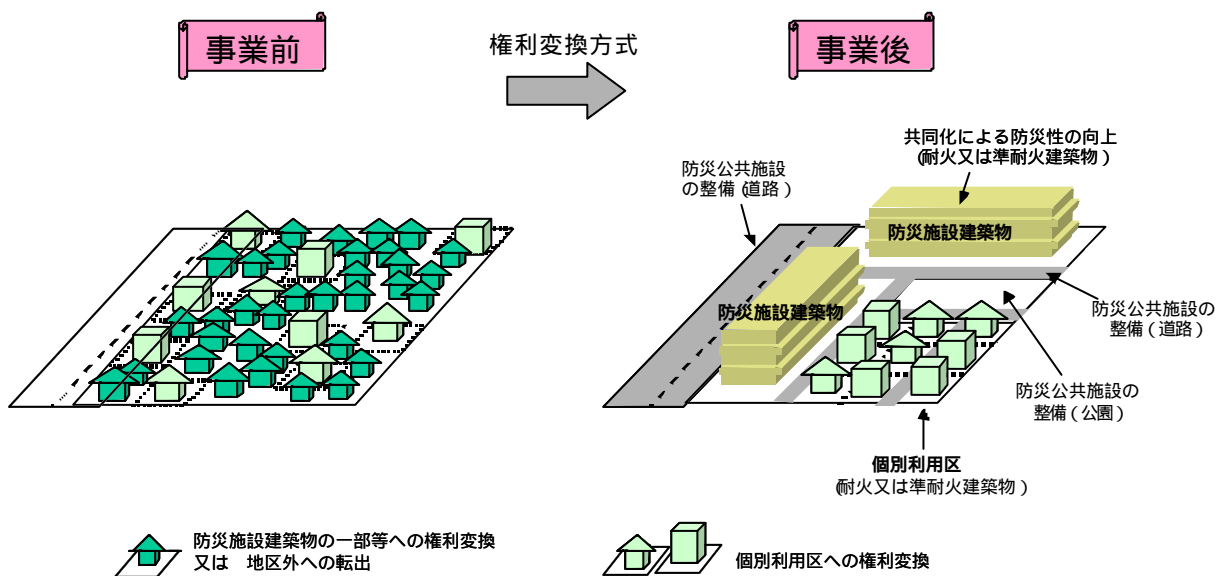 事業前
権利変換方式
事業後
共同化による防災性の向上
(耐火又は準耐火建築物)
防災公共施設
の整備(道路)
防災施設建築物
防災施設建築物
防災公共施設の
整備(道路)
防災公共施設の
整備(公園)
個別利用区
(耐火又は準耐火建築物)
防災施設建築物の一部等への権利変換
又は 地区外への転出
個別利用区への権利変換